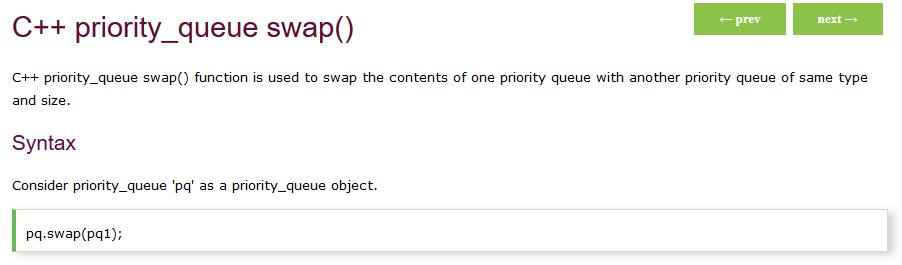 C++ priority_queue swap()
← prev
next →
C++ priority_queue swap() function is used to swap the contents of one priority queue with another priority queue of same type
and size.
Syntax
Consider priority_queue 'pq' as a priority_queue object.
pq.swap(pq1);